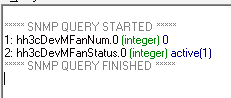 ***** SNMP QUERY STARTED *****
1: hh3cDevMFanNum.0 (integer) 0
2: hh3cDevMFanStatus.0 (integer) active(1)
***** SNMP QUERY FINISHED *****